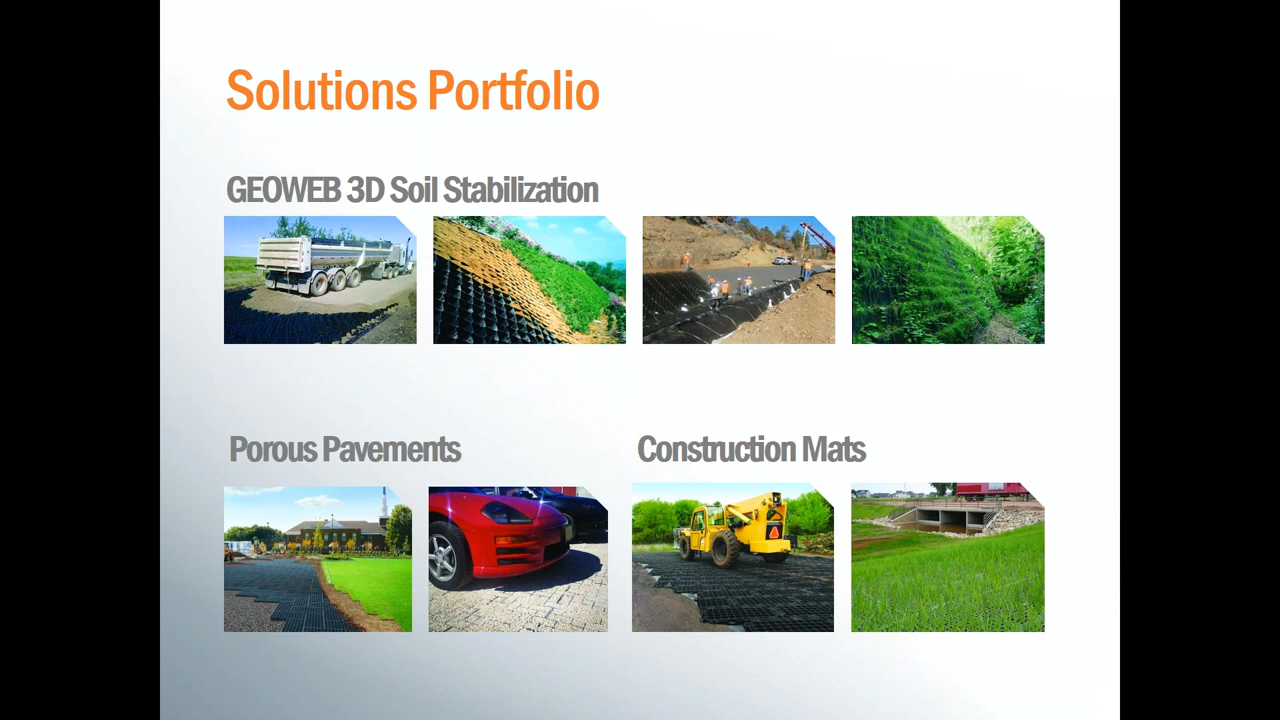 Solutions Portfolio
GEOWEB 3D Soil Stabilization
Porous Pavements
Construction Mats